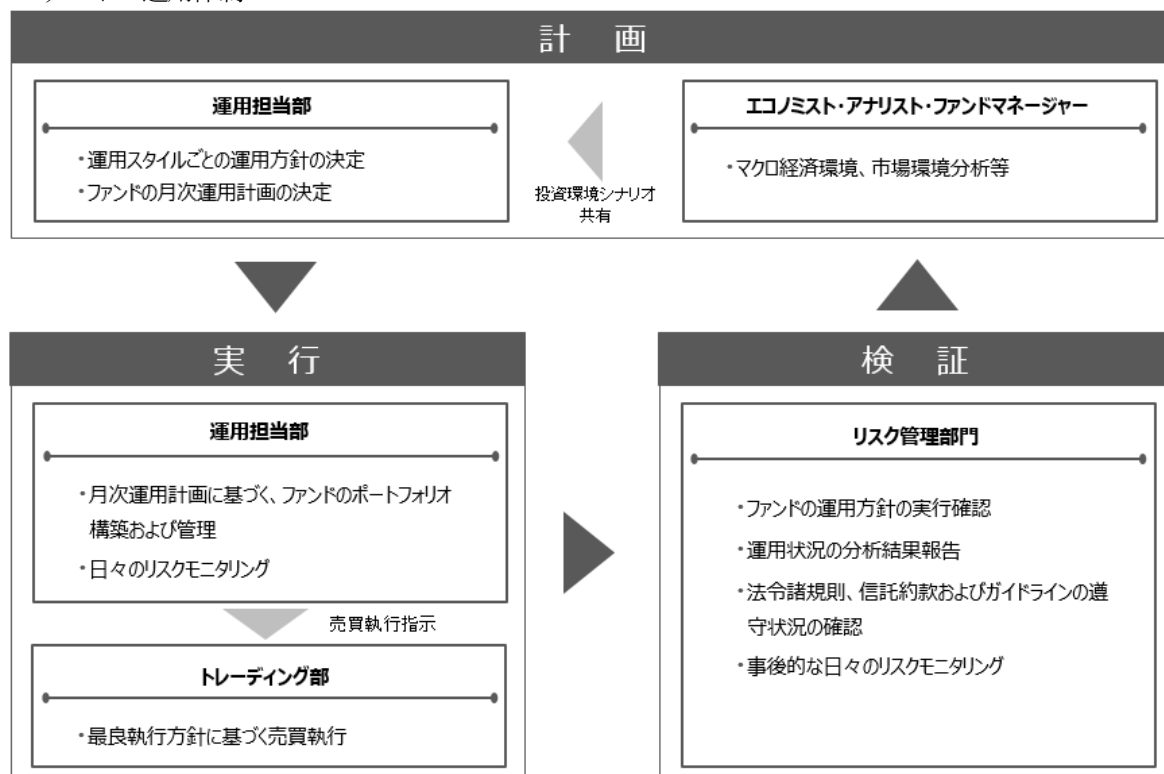 計 画
運用担当部
・運用スタイルごとの運用方針の決定
・ファンドの月次運用計画の決定
投資環境シナリオ
共有
エコノミスト・アナリスト・ファンドマネージャー
・マクロ経済環境、市場環境分析等
実 行
運用担当部
・月次運用計画に基づく、ファンドのポートフォリオ
構築および管理
・日々のリスクモニタリング
売買執行指示
トレーディング部
・最良執行方針に基づく売買執行
検 証
リスク管理部門
・ファンドの運用方針の実行確認
・運用状況の分析結果報告
・法令諸規則、信託約款およびガイドラインの遵
守状況の確認
・事後的な日々のリスクモニタリング